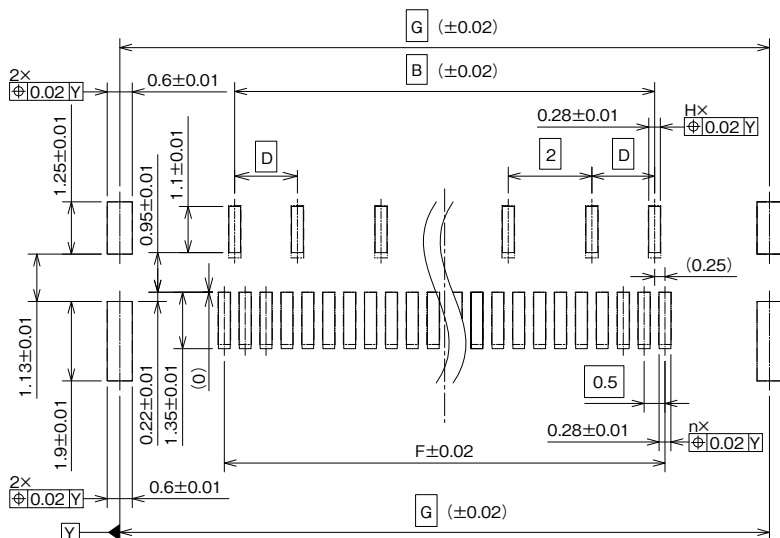 G (±0.02)
2×
⌖ 0.02 Y
0.6±0.01
B (±0.02)
H×
0.28±0.01
⌖ 0.02 Y
D
2
D
1.25±0.01
0.95±0.01
1.1±0.01
(0.25)
1.13±0.01
1.9±0.01
0.22±0.01
1.35±0.01
(0)
0.5
n×
0.28±0.01
⌖ 0.02 Y
F±0.02
2×
⌖ 0.02 Y
0.6±0.01
G (±0.02)
Y